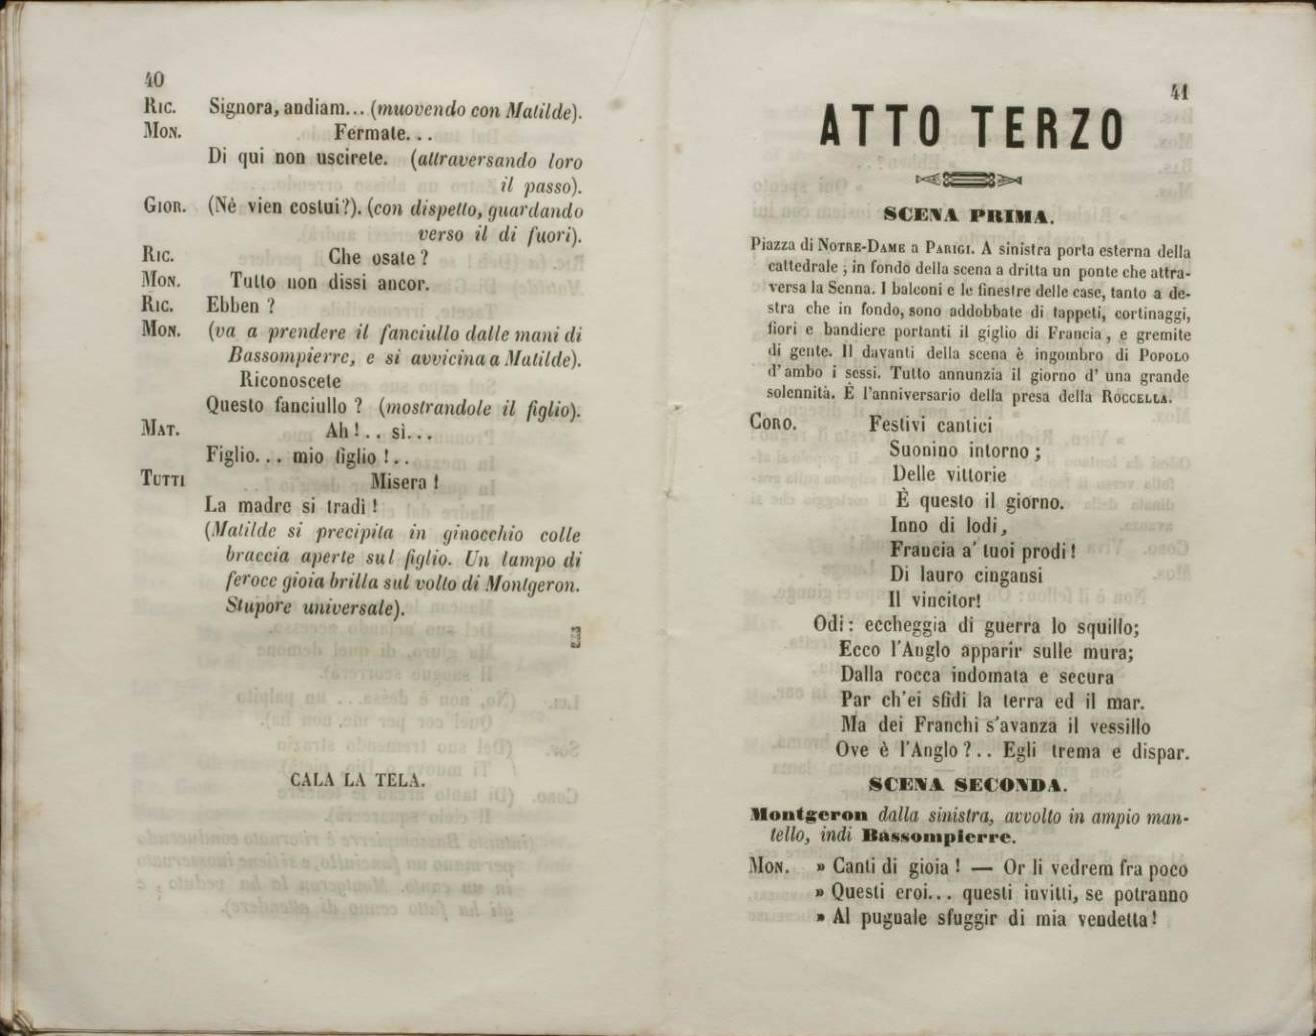 40
Ric. Signora, andiam... (muovendo con Matilde).
Mon. Fermate...
Di qui non uscirete. (attraversando loro
il passo).
Gior. (Nè vien costui?). (con dispetto, guardando
verso il di fuori).
Ric. Che osate?
Mon. Tutto non dissi ancor.
Ric. Ebben?
Mon. (va a prendere il fanciullo dalle mani di
Bassompierre, e si avvicina a Matilde).
Riconoscete
Questo fanciullo? (mostrandole il figlio).
Mat. Ah!.. sì...
Figlio... mio figlio!..
Tutti Misera!
La madre si tradì!
(Matilde si precipita in ginocchio colle
braccia aperte sul figlio. Un lampo di
feroce gioia brilla sul volto di Montgeron.
Stupore universale).
CALA LA TELA.
41
ATTO TERZO
SCENA PRIMA.
Piazza di Notre-Dame a Parigi. A sinistra porta esterna della
cattedrale; in fondo della scena a dritta un ponte che attra-
versa la Senna. I balconi e le finestre delle case, tanto a de-
stra che in fondo, sono addobbate di tappeti, cortinaggi,
fiori e bandiere portanti il giglio di Francia, e gremite
di gente. Il davanti della scena è ingombro di Popolo
d'ambo i sessi. Tutto annunzia il giorno d' una grande
solennità. È l'anniversario della presa della Roccella.
Coro. Festivi cantici
Suonino intorno;
Delle vittorie
È questo il giorno.
Inno di lodi,
Francia a' tuoi prodi!
Di lauro cingansi
Il vincitor!
Odi: eccheggia di guerra lo squillo;
Ecco l'Anglo apparir sulle mura;
Dalla rocca indomata e secura
Par ch'ei sfidi la terra ed il mar.
Ma dei Franchi s'avanza il vessillo
Ove è l'Anglo?.. Egli trema e dispar.
SCENA SECONDA.
Montgeron dalla sinistra, avvolto in ampio man-
tello, indi Bassompierre.
Mon. » Canti di gioia! — Or li vedrem fra poco
» Questi eroi... questi invitti, se potranno
» Al pugnale sfuggir di mia vendetta!